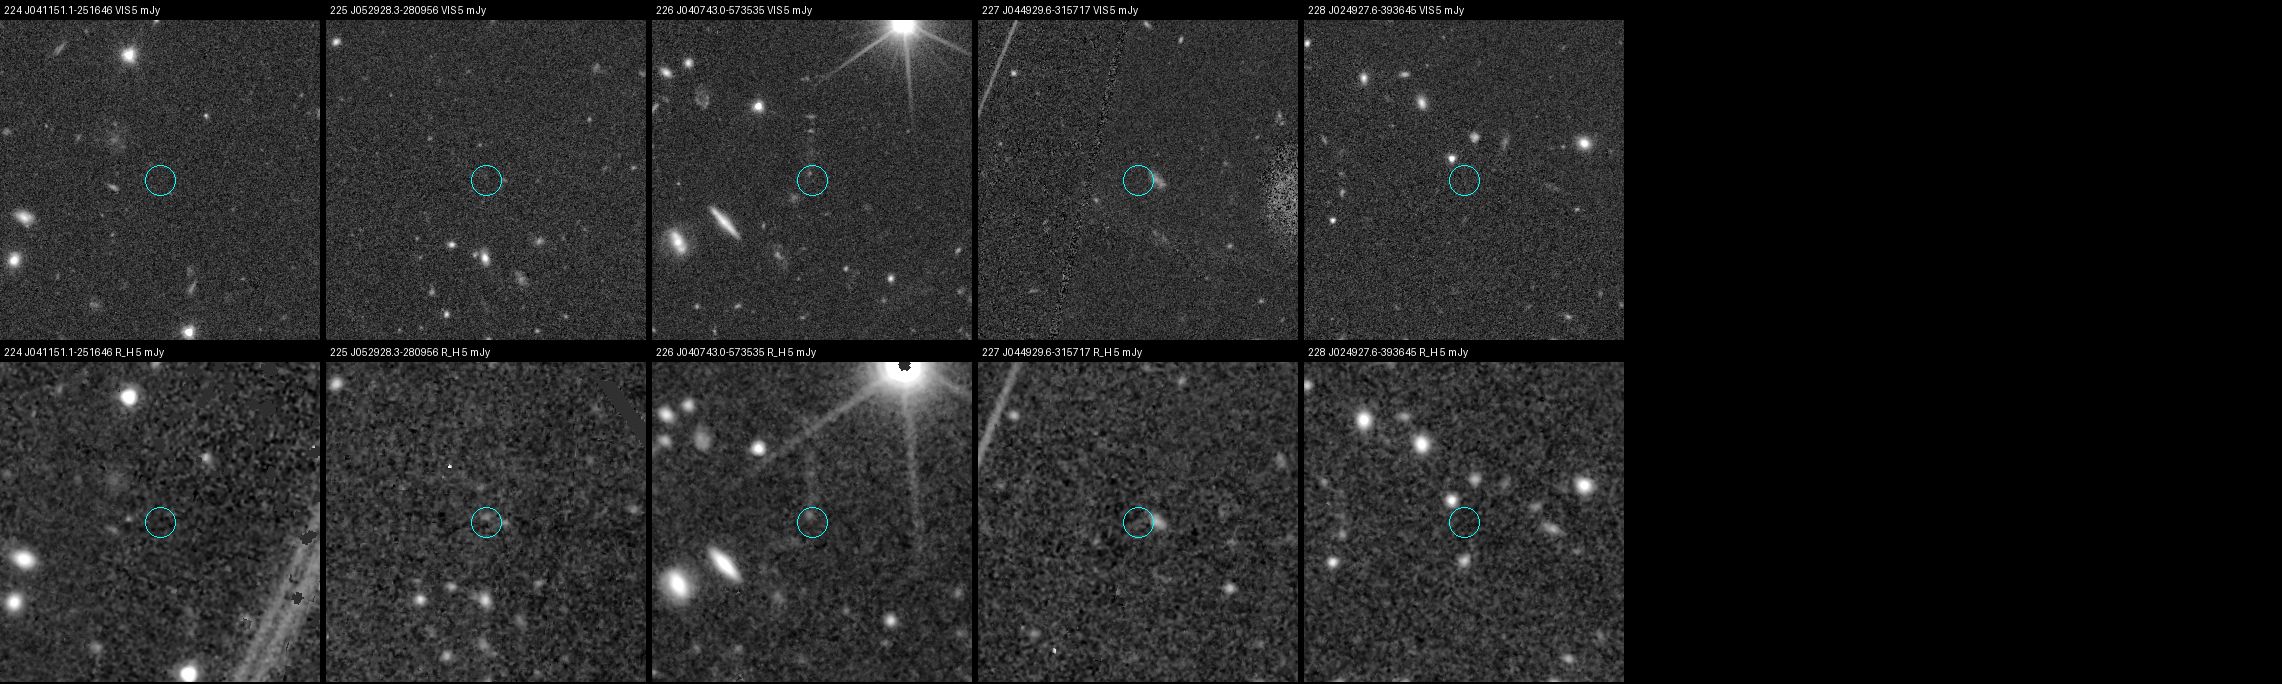 224 J041151.1-251646 VIS 5 mJy
225 J052928.3-280956 VIS 5 mJy
226 J040743.0-573535 VIS 5 mJy
227 J044929.6-315717 VIS 5 mJy
228 J024927.6-393645 VIS 5 mJy
224 J041151.1-251646 R_H 5 mJy
225 J052928.3-280956 R_H 5 mJy
226 J040743.0-573535 R_H 5 mJy
227 J044929.6-315717 R_H 5 mJy
228 J024927.6-393645 R_H 5 mJy